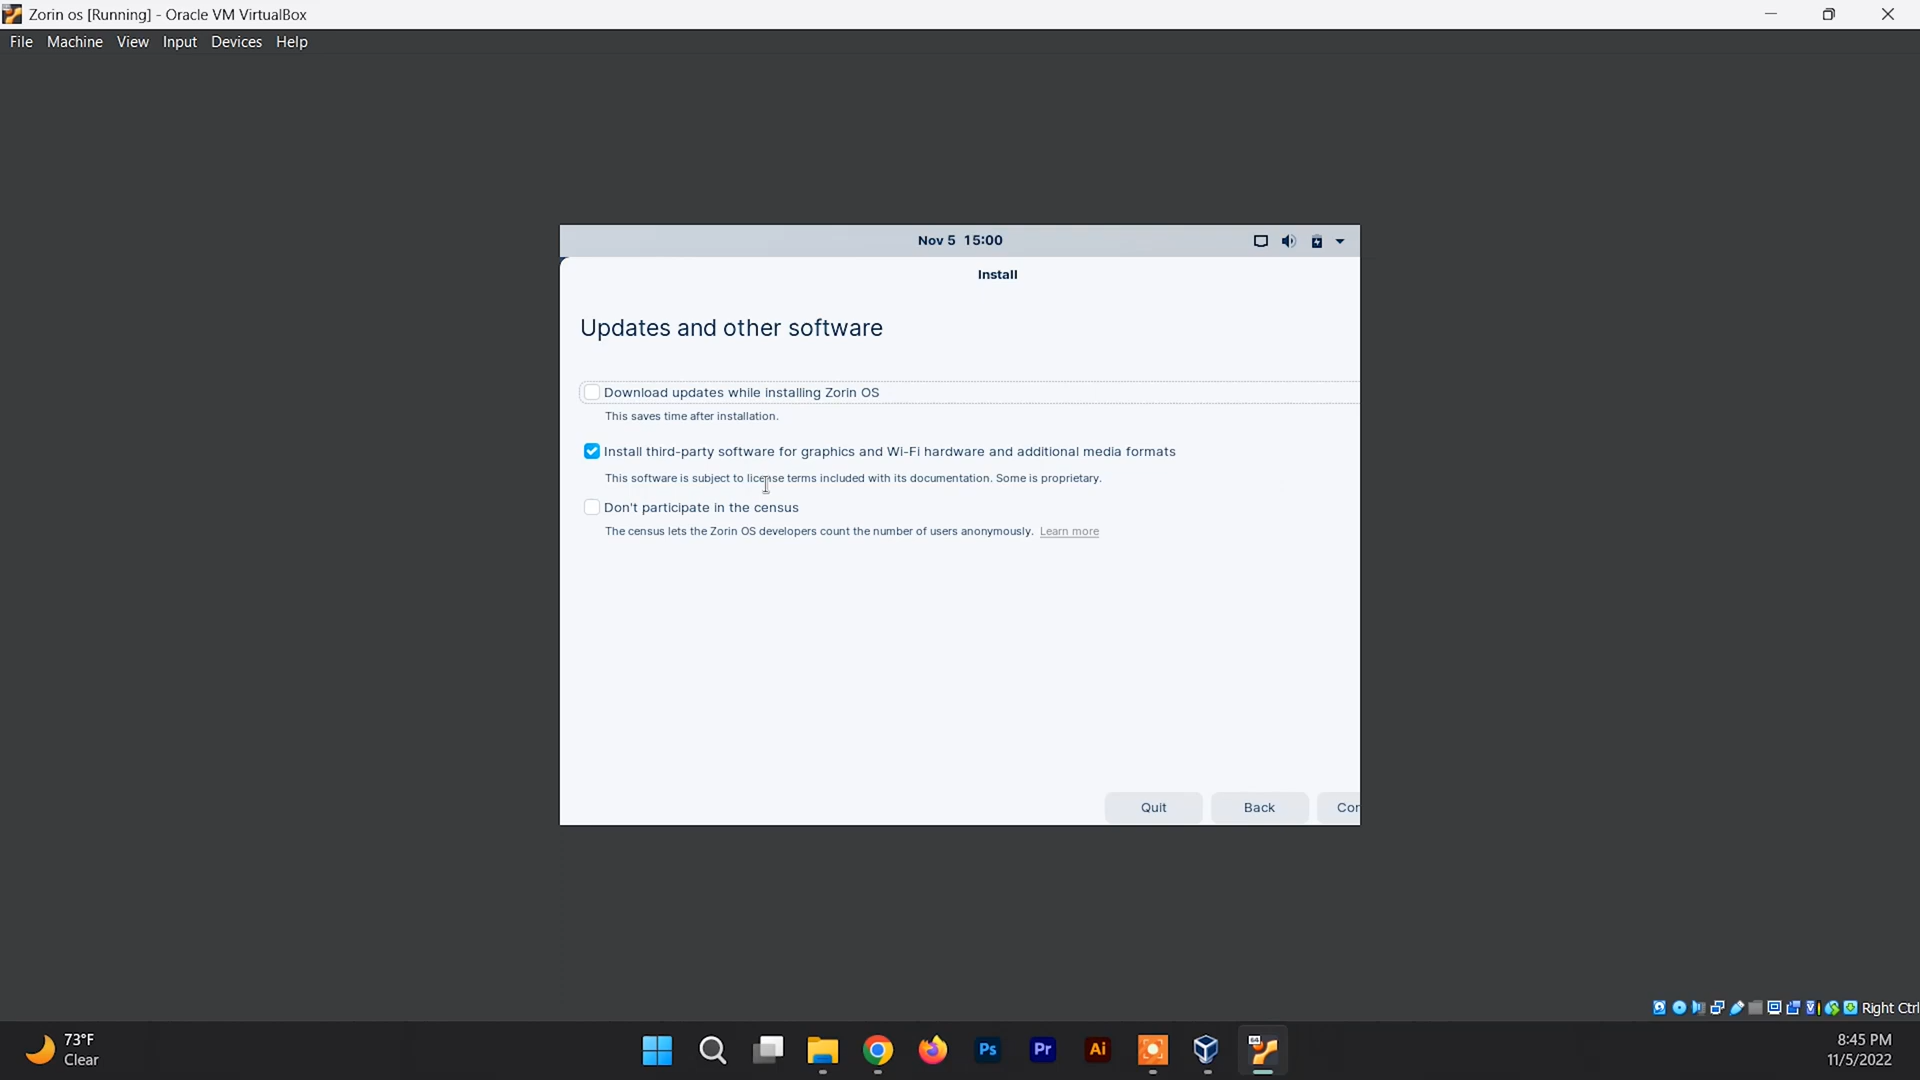 Zorin os [Running] - Oracle VM VirtualBox
File Machine View Input Devices Help
Nov 5 15:00
Install
Updates and other software
Download updates while installing Zorin OS
This saves time after installation.
Install third-party software for graphics and Wi-Fi hardware and additional media formats
This software is subject to license terms included with its documentation. Some is proprietary.
Don't participate in the census
The census lets the Zorin OS developers count the number of users anonymously. Learn more
Quit Back Cor
Right Ctrl
73°F
Clear
Ps Pr Ai 64
8:45 PM
11/5/2022